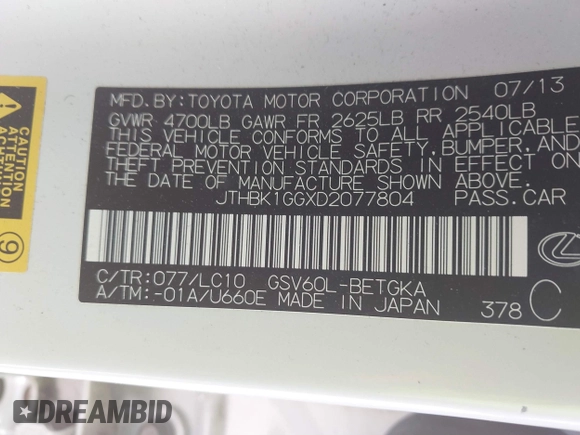 MFD. BY: TOYOTA MOTOR CORPORATION 07/13
GVWR 4700LB GAWR FR 2625LB RR 2540LB
THIS VEHICLE CONFORMS TO ALL APPLICABLE
FEDERAL MOTOR VEHICLE SAFETY, BUMPER, AND
THEFT PREVENTION STANDARDS IN EFFECT ON
THE DATE OF MANUFACTURE SHOWN ABOVE.
JTHBK1GGXD2077804 PASS.CAR
C/TR: 077/LC10 GSV60L-BETGKA
A/TM: -01A/U660E MADE IN JAPAN
378 C
CAUTION
ATTENTION
9
DREAMBID